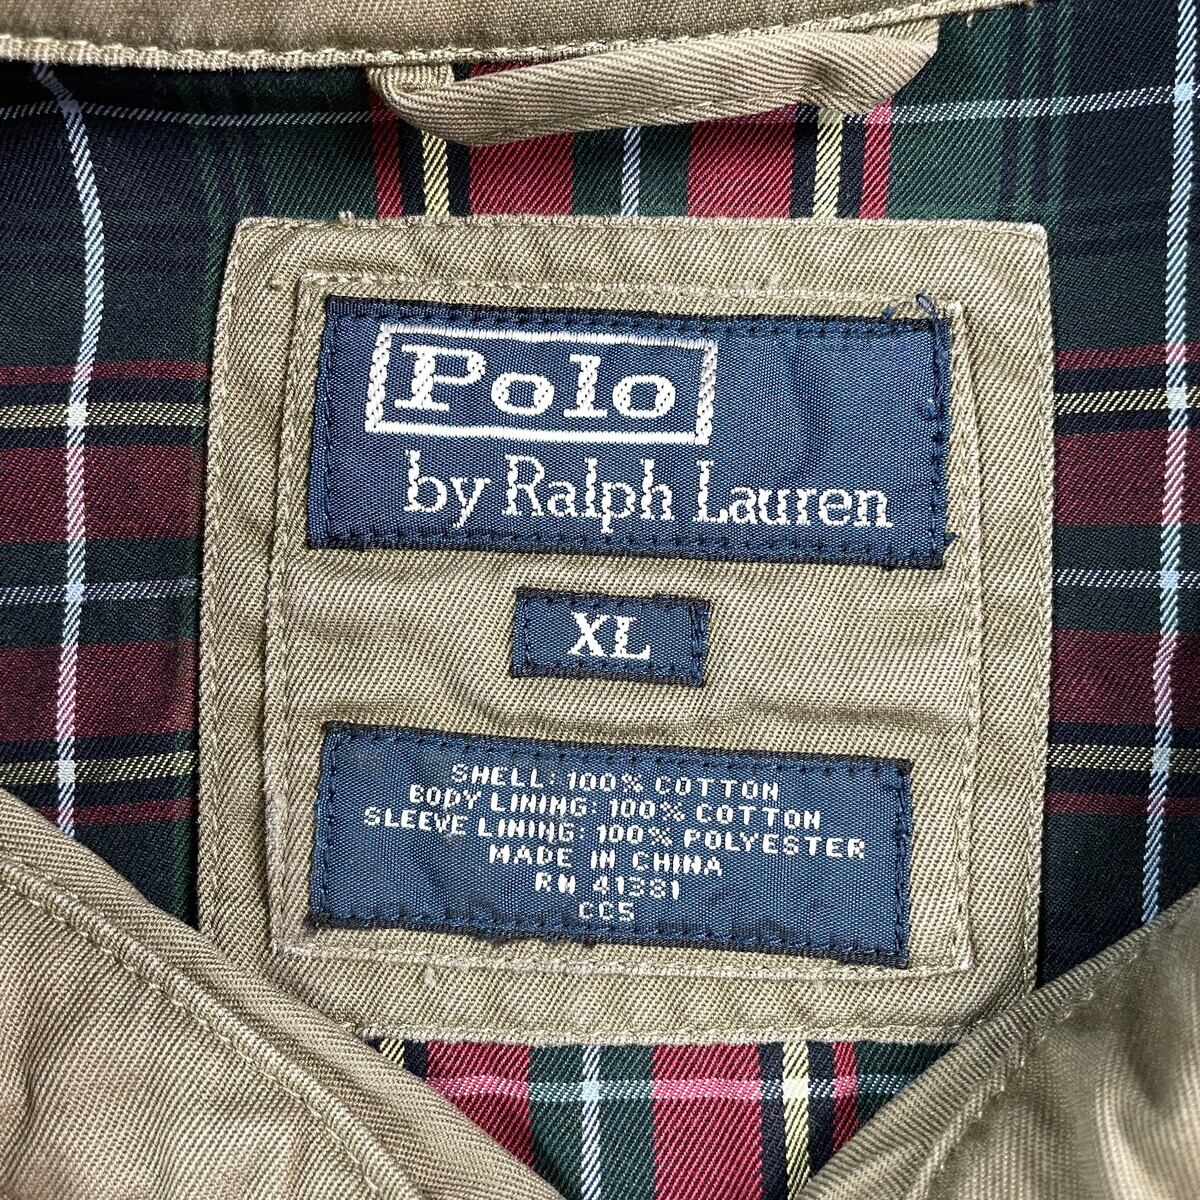 Polo
by Ralph Lauren
XL
SHELL: 100% COTTON
BODY LINING: 100% COTTON
SLEEVE LINING: 100% POLYESTER
MADE IN CHINA
RN 41381
CCS